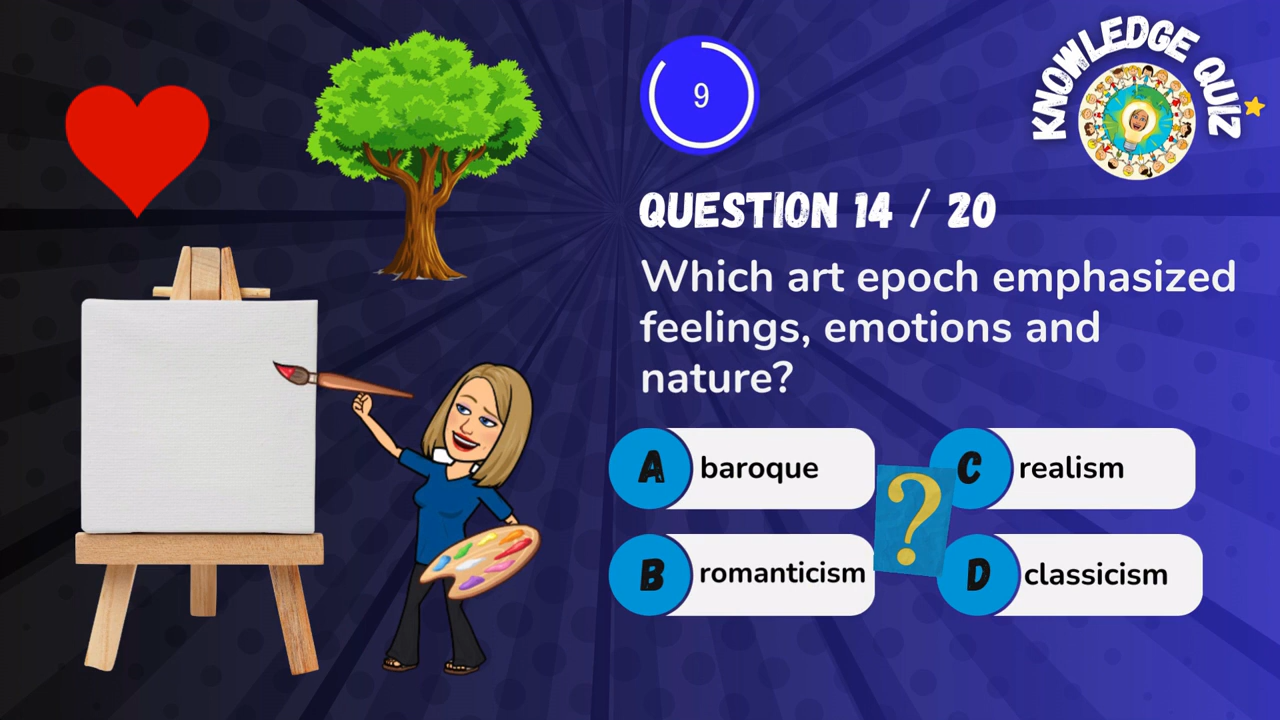 9
KNOWLEDGE QUIZ
QUESTION 14 / 20
Which art epoch emphasized
feelings, emotions and
nature?
A baroque
C realism
?
B romanticism
D classicism